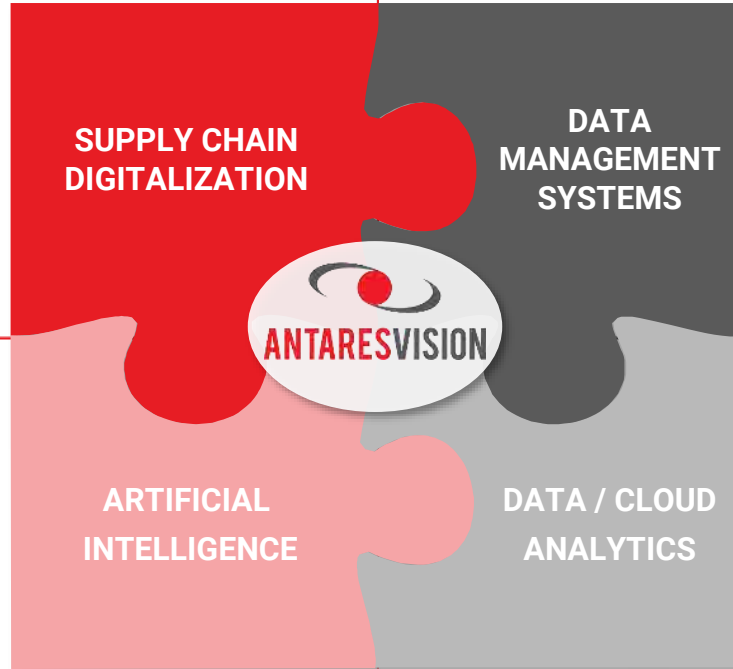 SUPPLY CHAIN
DIGITALIZATION
DATA
MANAGEMENT
SYSTEMS
ANTARESVISION
ARTIFICIAL
INTELLIGENCE
DATA / CLOUD
ANALYTICS